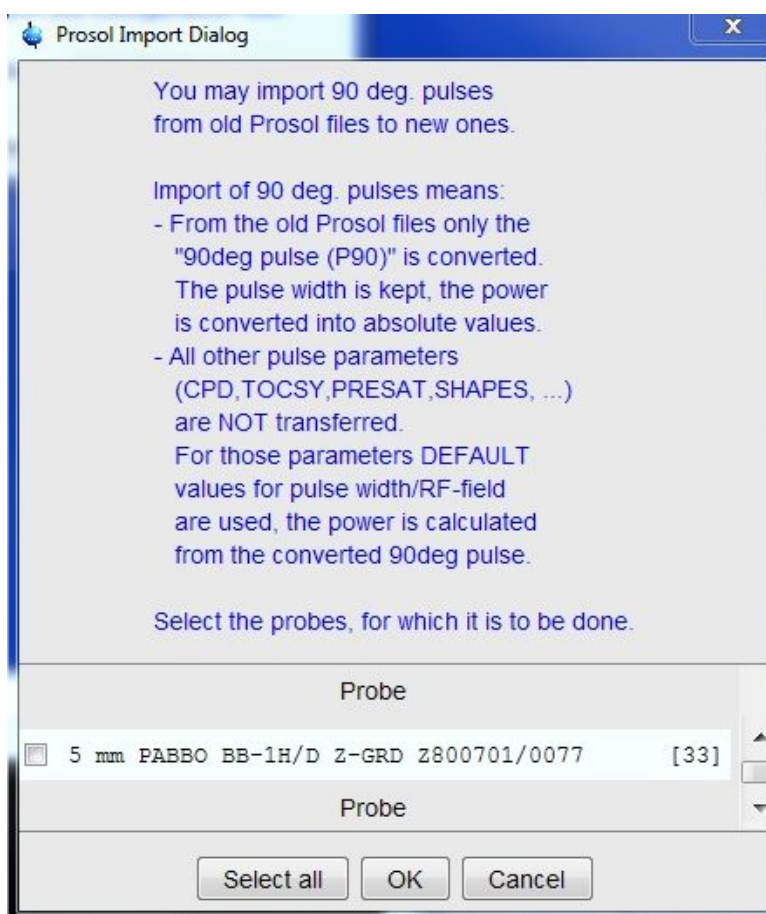 Prosol Import Dialog
x
You may import 90 deg. pulses
from old Prosol files to new ones.
Import of 90 deg. pulses means:
- From the old Prosol files only the
"90deg pulse (P90)" is converted.
The pulse width is kept, the power
is converted into absolute values.
- All other pulse parameters
(CPD,TOCSY,PRESAT,SHAPES, ...)
are NOT transferred.
For those parameters DEFAULT
values for pulse width/RF-field
are used, the power is calculated
from the converted 90deg pulse.
Select the probes, for which it is to be done.
Probe
5 mm PABBO BB-1H/D Z-GRD Z800701/0077 [33]
Probe
Select all OK Cancel